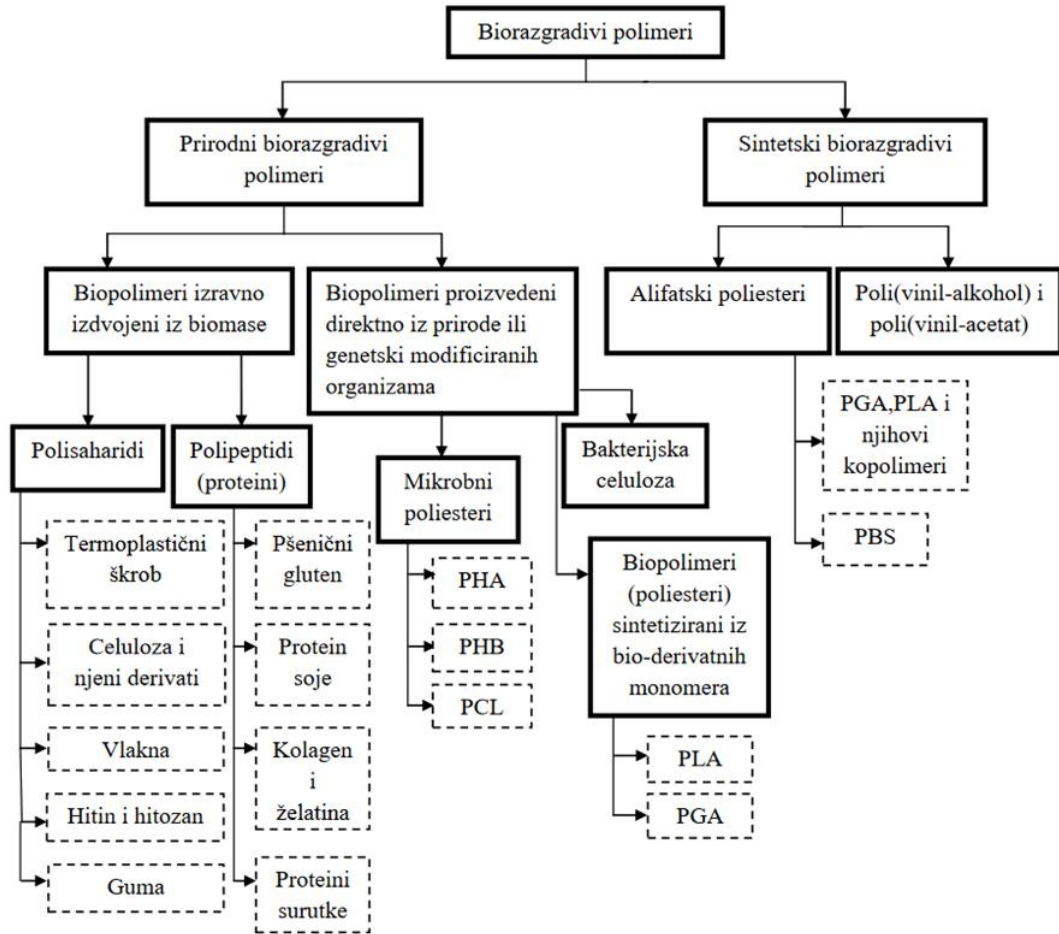 Biorazgradivi polimeri
Prirodni biorazgradivi
polimeri
Sintetski biorazgradivi
polimeri
Biopolimeri izravno
izdvojeni iz biomase
Biopolimeri proizvedeni
direktno iz prirode ili
genetski modificiranih
organizama
Alifatski poliesteri
Poli(vinil-alkohol) i
poli(vinil-acetat)
Polisaharidi
Polipeptidi
(proteini)
Mikrobni
poliesteri
Bakterijska
celuloza
PGA,PLA i
njihovi
kopolimeri
PBS
Termoplastični
škrob
Celuloza i
njeni derivati
Vlakna
Hitin i hitozan
Guma
Pšenični
gluten
Protein
soje
Kolagen
i
želatina
Proteini
surutke
PHA
PHB
PCL
Biopolimeri
(poliesteri)
sintetizirani iz
bio-derivatnih
monomera
PLA
PGA